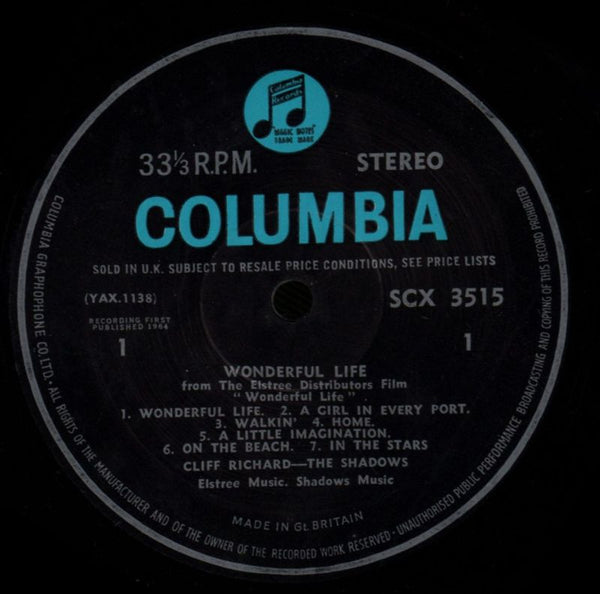 Columbia
Records
"MAGIC NOTES"
TRADE MARK
33⅓ R.P.M. STEREO
COLUMBIA
SOLD IN U.K. SUBJECT TO RESALE PRICE CONDITIONS, SEE PRICE LISTS
(YAX.1138) SCX 3515
RECORDING FIRST
PUBLISHED 1964
1 1
WONDERFUL LIFE
from The Elstree Distributors Film
"Wonderful Life"
1. WONDERFUL LIFE. 2. A GIRL IN EVERY PORT.
3. WALKIN' 4. HOME.
5. A LITTLE IMAGINATION.
6. ON THE BEACH. 7. IN THE STARS
CLIFF RICHARD—THE SHADOWS
Elstree Music. Shadows Music
MADE IN Gt. BRITAIN
COLUMBIA GRAPHOPHONE CO. LTD. · ALL RIGHTS OF THE MANUFACTURER AND OF THE OWNER OF THE RECORDED WORK RESERVED · UNAUTHORISED PUBLIC PERFORMANCE BROADCASTING AND COPYING OF THIS RECORD PROHIBITED